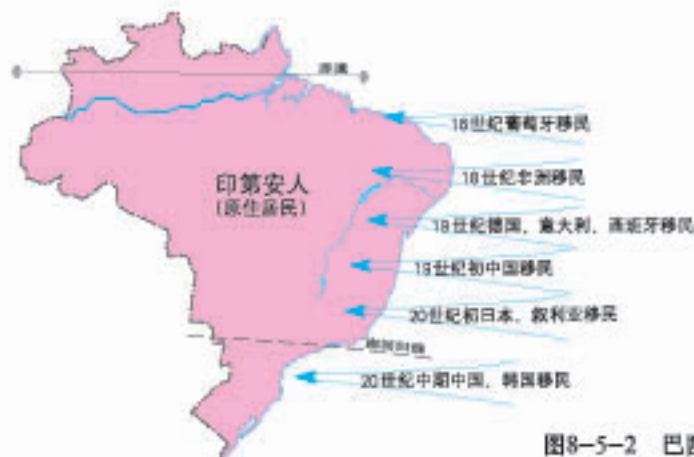 0
赤道
0
16世纪葡萄牙移民
印第安人
(原住居民)
18世纪非洲移民
19世纪德国、意大利、西班牙移民
19世纪初中国移民
20世纪初日本、叙利亚移民
南回归线
20世纪中期中国、韩国移民
图8-5-2 巴西